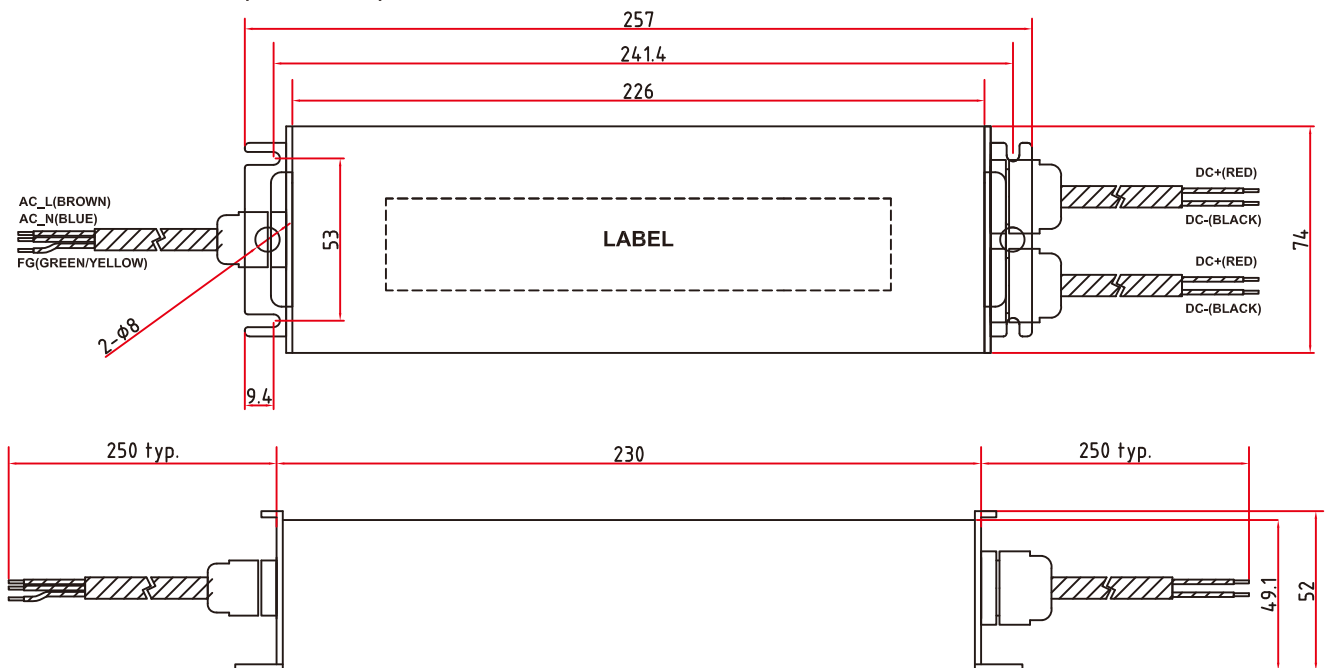 257
241.4
226
AC_L(BROWN)
AC_N(BLUE)
FG(GREEN/YELLOW)
53
LABEL
DC+(RED)
DC-(BLACK)
DC+(RED)
DC-(BLACK)
74
2-Φ8
9.4
250 typ.
230
250 typ.
49.1
52